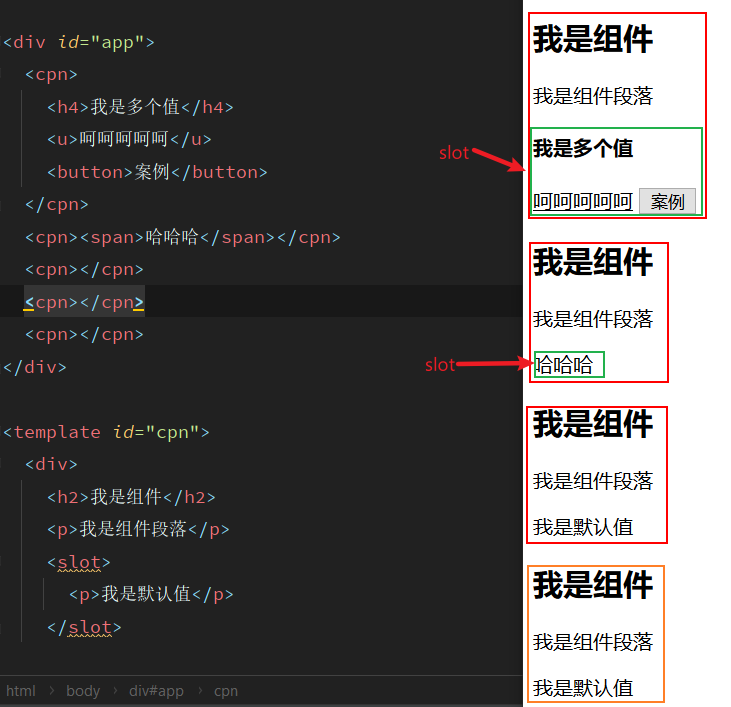 <div id="app">
<cpn>
<h4>我是多个值</h4>
<u>呵呵呵呵呵</u>
<button>案例</button>
</cpn>
<cpn><span>哈哈哈</span></cpn>
<cpn></cpn>
<cpn></cpn>
<cpn></cpn>
</div>
<template id="cpn">
<div>
<h2>我是组件</h2>
<p>我是组件段落</p>
<slot>
<p>我是默认值</p>
</slot>
html › body › div#app › cpn
我是组件
我是组件段落
slot
我是多个值
呵呵呵呵呵 案例
我是组件
我是组件段落
slot
哈哈哈
我是组件
我是组件段落
我是默认值
我是组件
我是组件段落
我是默认值